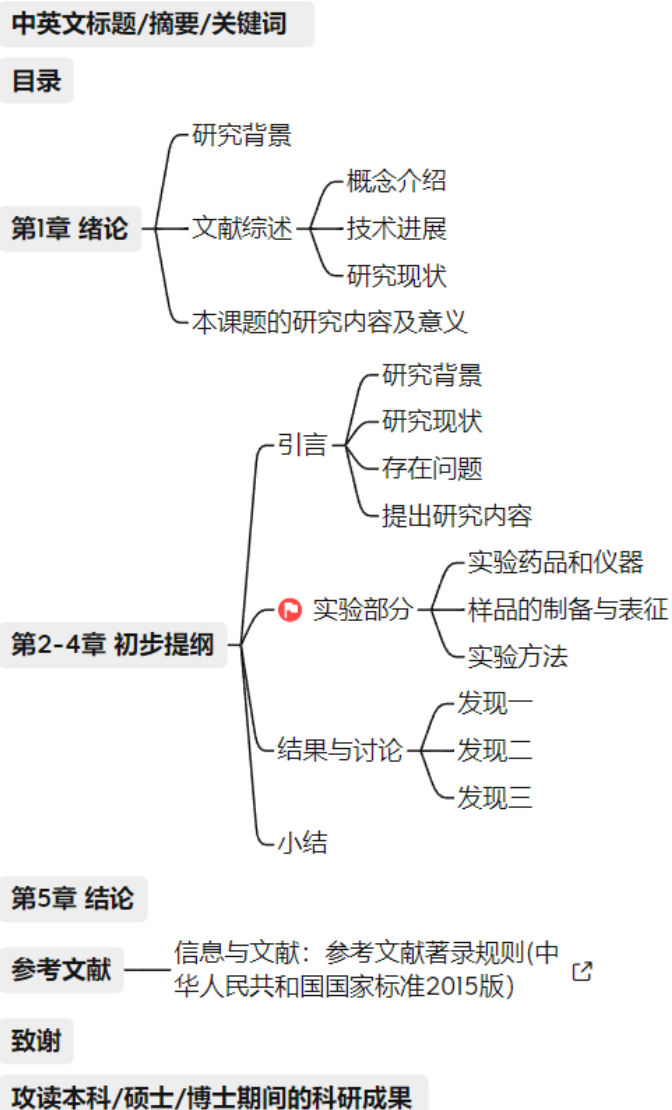 中英文标题/摘要/关键词
目录
第1章 绪论
研究背景
文献综述
概念介绍
技术进展
研究现状
本课题的研究内容及意义
第2-4章 初步提纲
引言
研究背景
研究现状
存在问题
提出研究内容
实验部分
实验药品和仪器
样品的制备与表征
实验方法
结果与讨论
发现一
发现二
发现三
小结
第5章 结论
参考文献
信息与文献：参考文献著录规则(中
华人民共和国国家标准2015版)
致谢
攻读本科/硕士/博士期间的科研成果